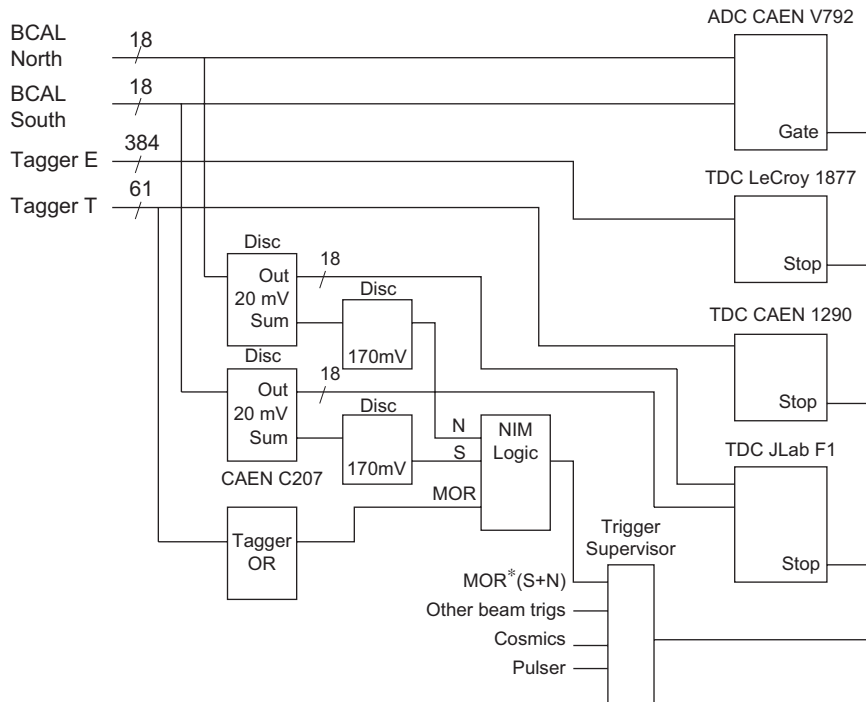 ADC CAEN V792
BCAL
North
18
BCAL
South
18
Gate
Tagger E
384
TDC LeCroy 1877
Tagger T
61
Stop
Disc
Out
20 mV
Sum
18
Disc
170mV
TDC CAEN 1290
Stop
Disc
Out
20 mV
Sum
18
CAEN C207
Disc
170mV
N
S
MOR
NIM
Logic
TDC JLab F1
Stop
Tagger
OR
Trigger
Supervisor
MOR*(S+N)
Other beam trigs
Cosmics
Pulser